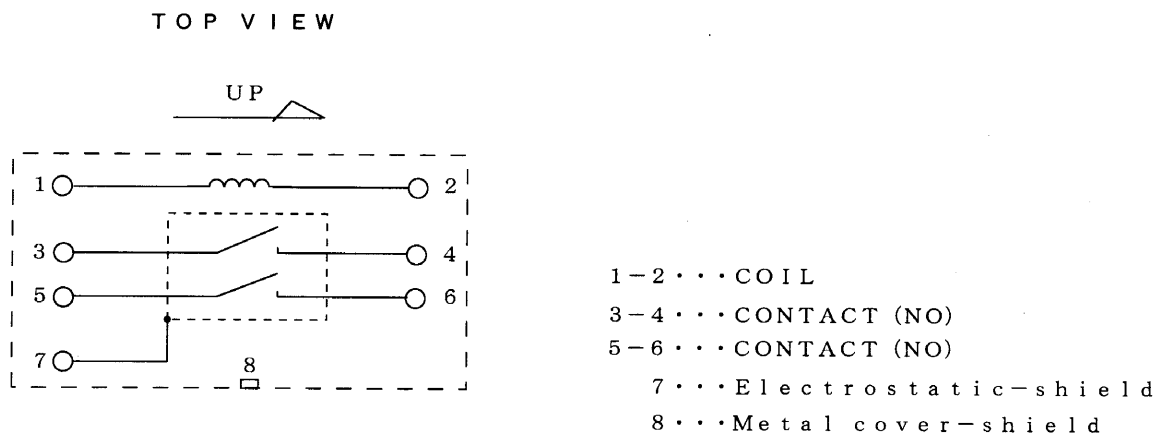 TOP VIEW
UP
1 2
3 4
5 6
7
8
1-2···COIL
3-4···CONTACT (NO)
5-6···CONTACT (NO)
7···Electrostatic-shield
8···Metal cover-shield